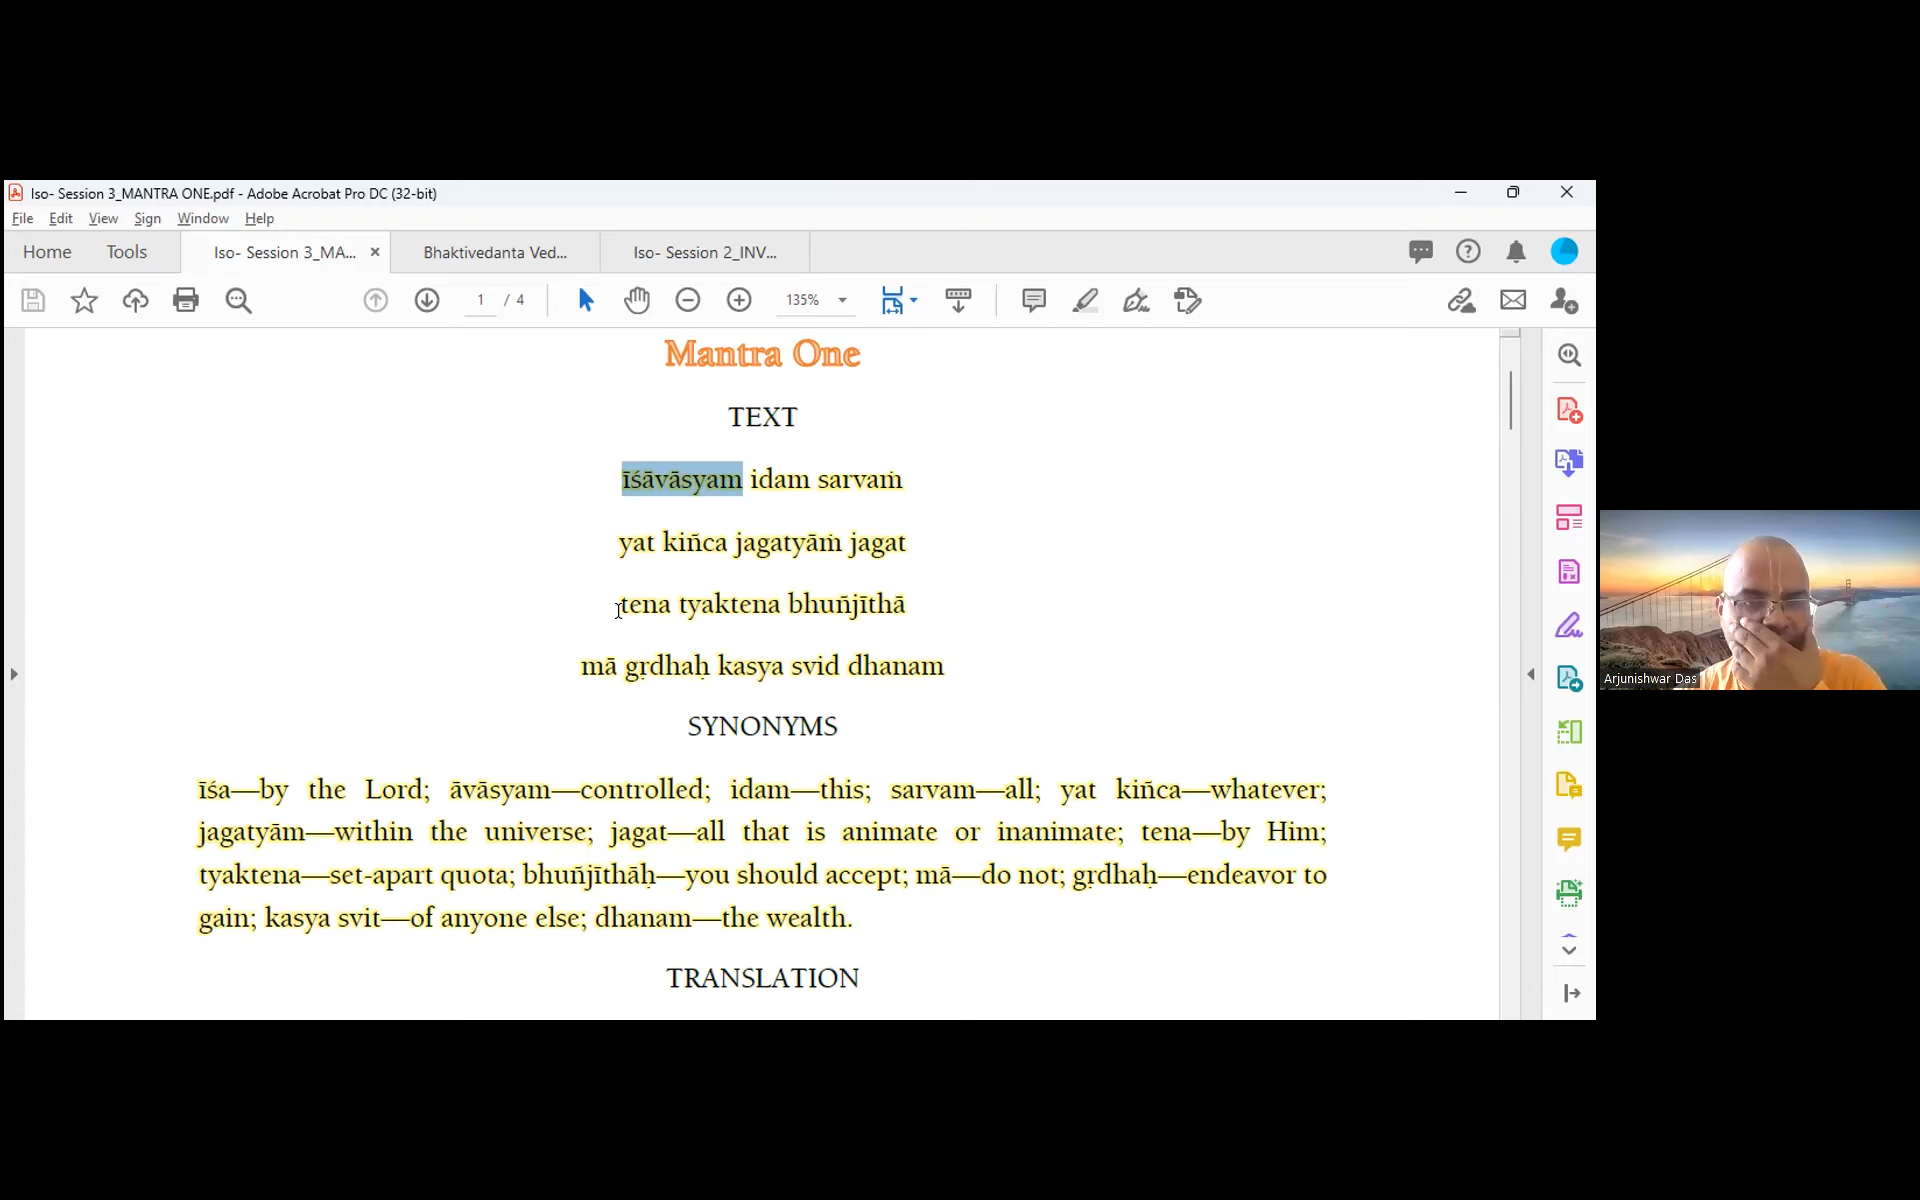 Iso- Session 3_MANTRA ONE.pdf - Adobe Acrobat Pro DC (32-bit)
File Edit View Sign Window Help
Home Tools Iso- Session 3_MA... Bhaktivedanta Ved... Iso- Session 2_INV...
1 / 4 135%
Mantra One
TEXT
īśāvāsyam idam sarvaṁ
yat kiñca jagatyāṁ jagat
tena tyaktena bhuñjīthā
mā gṛdhaḥ kasya svid dhanam
SYNONYMS
īśa—by the Lord; āvāsyam—controlled; idam—this; sarvam—all; yat kiñca—whatever;
jagatyām—within the universe; jagat—all that is animate or inanimate; tena—by Him;
tyaktena—set-apart quota; bhuñjīthāḥ—you should accept; mā—do not; gṛdhaḥ—endeavor to
gain; kasya svit—of anyone else; dhanam—the wealth.
TRANSLATION
Arjunishwar Das